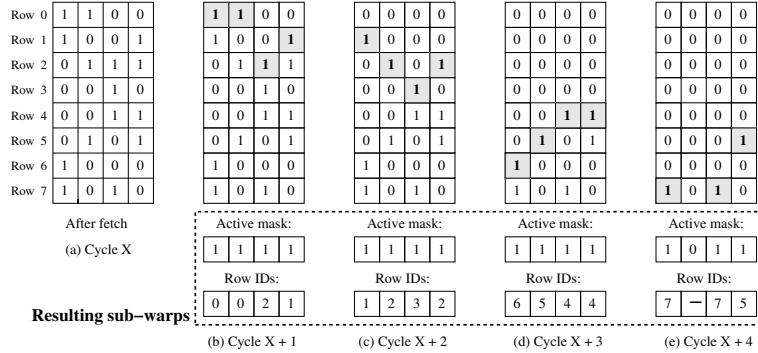 Row 0 1 1 0 0 1 1 0 0 0 0 0 0 0 0 0 0 0 0 0 0
Row 1 1 0 0 1 1 0 0 1 1 0 0 0 0 0 0 0 0 0 0 0
Row 2 0 1 1 1 0 1 1 1 0 1 0 1 0 0 0 0 0 0 0 0
Row 3 0 0 1 0 0 0 1 0 0 0 1 0 0 0 0 0 0 0 0 0
Row 4 0 0 1 1 0 0 1 1 0 0 1 1 0 0 1 1 0 0 0 0
Row 5 0 1 0 1 0 1 0 1 0 1 0 1 0 1 0 1 0 0 0 1
Row 6 1 0 0 0 1 0 0 0 1 0 0 0 1 0 0 0 0 0 0 0
Row 7 1 0 1 0 1 0 1 0 1 0 1 0 1 0 1 0 1 0 1 0
After fetch Active mask: Active mask: Active mask: Active mask:
(a) Cycle X 1 1 1 1 1 1 1 1 1 1 1 1 1 0 1 1
Row IDs: Row IDs: Row IDs: Row IDs:
Resulting sub−warps 0 0 2 1 1 2 3 2 6 5 4 4 7 − 7 5
(b) Cycle X + 1 (c) Cycle X + 2 (d) Cycle X + 3 (e) Cycle X + 4